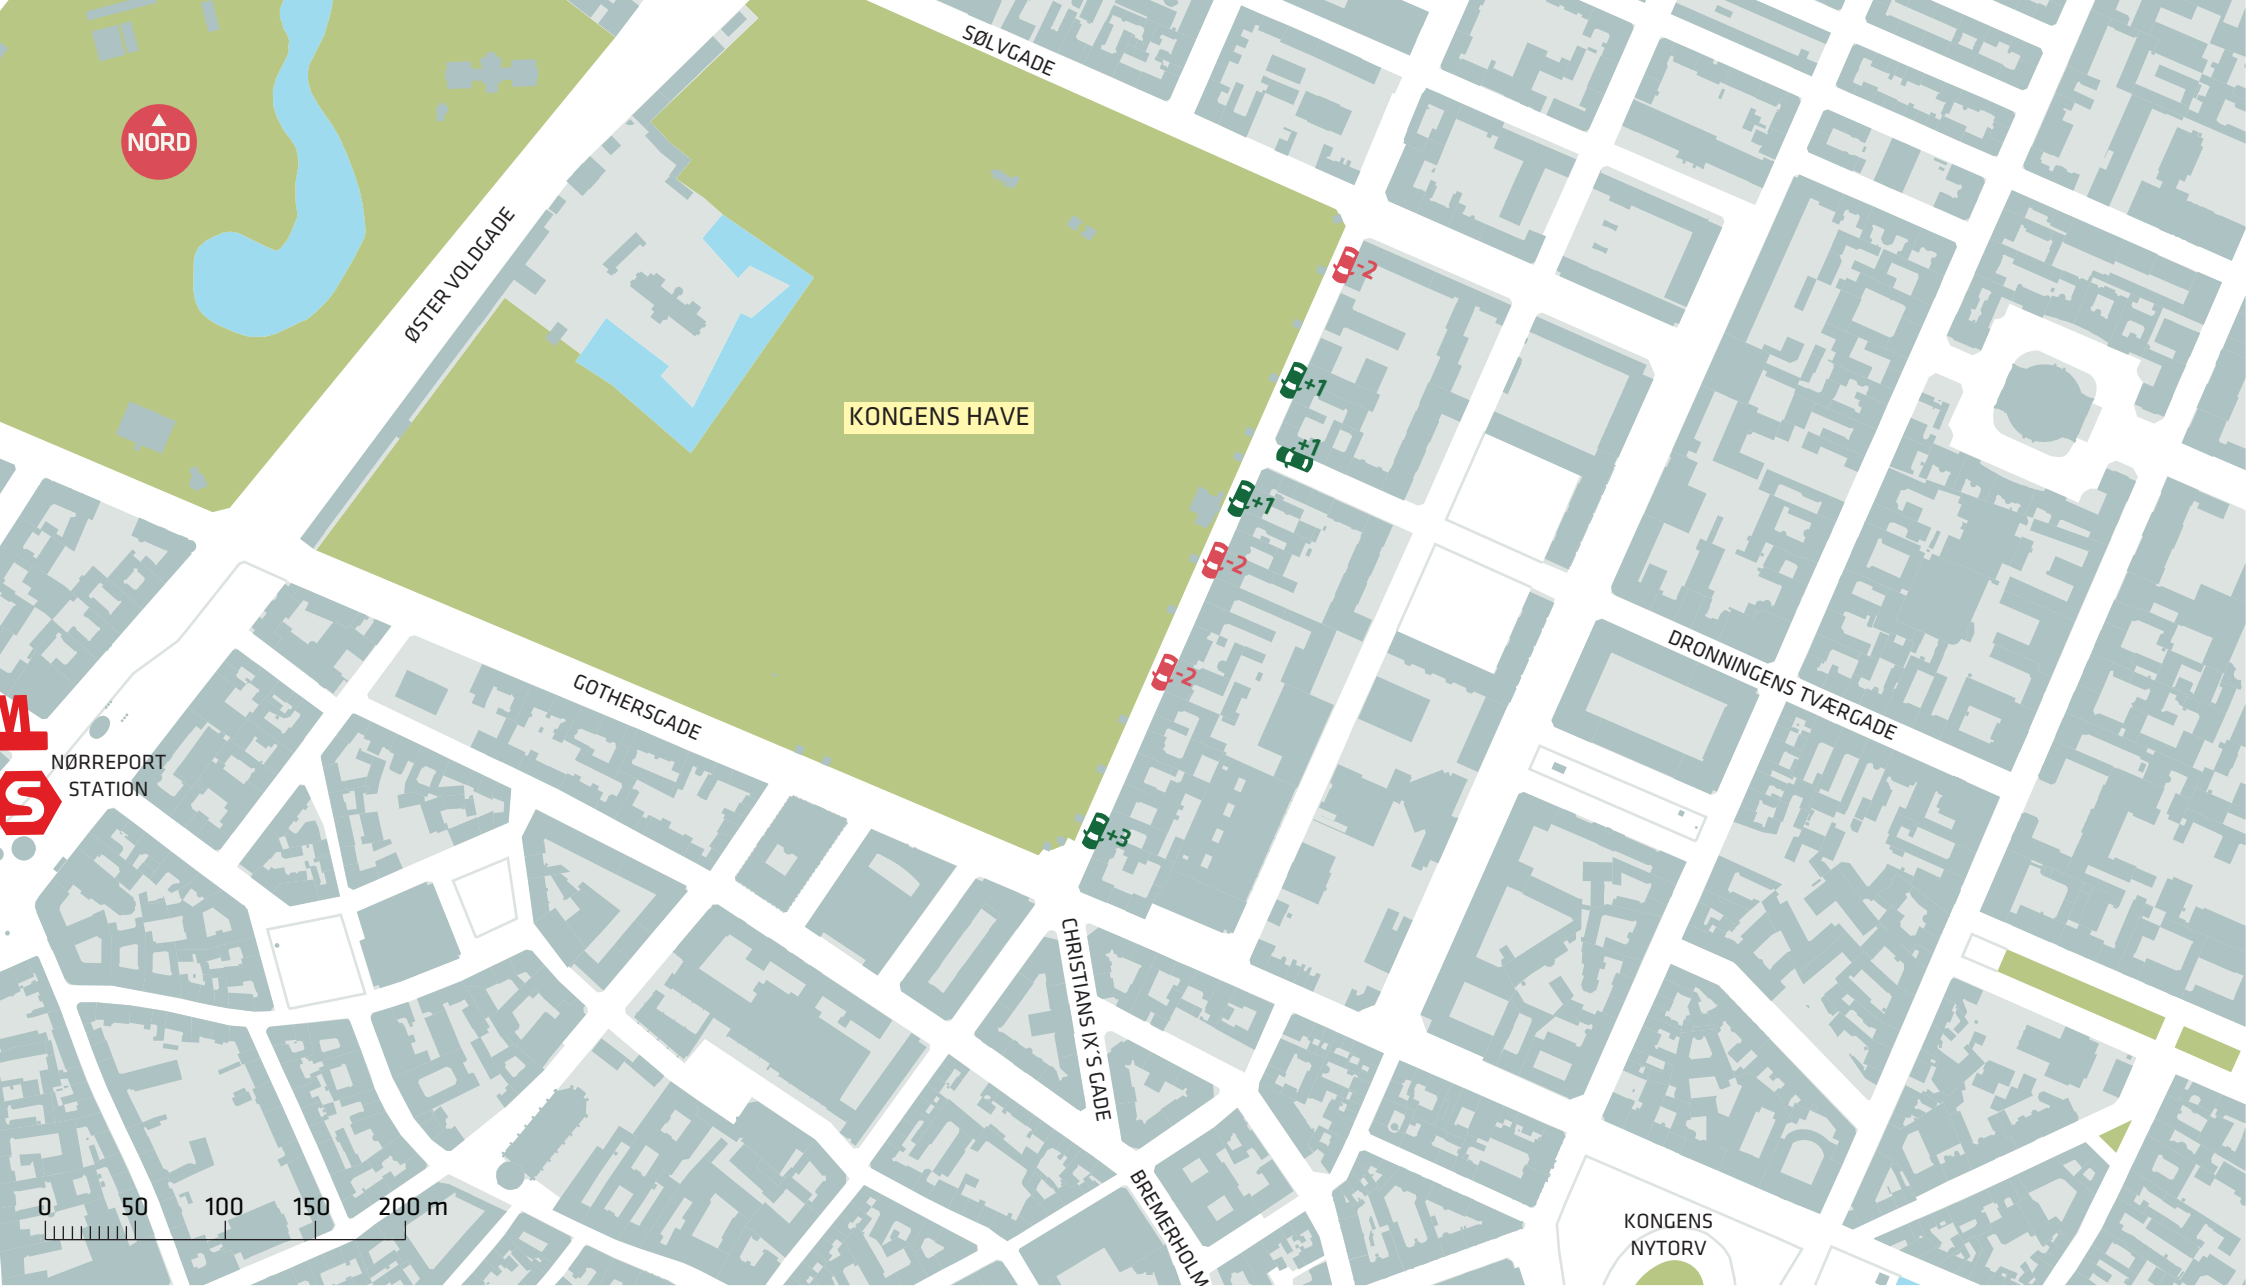 SØLVGADE
NORD
ØSTER VOLDGADE
-2
+1
KONGENS HAVE
+1
+1
-2
DRONNINGENS TVÆRGADE
-2
GOTHERSGADE
M
NØRREPORT
STATION
S
+3
CHRISTIANS IX´S GADE
BREMERHOLM
0 50 100 150 200 m
KONGENS
NYTORV